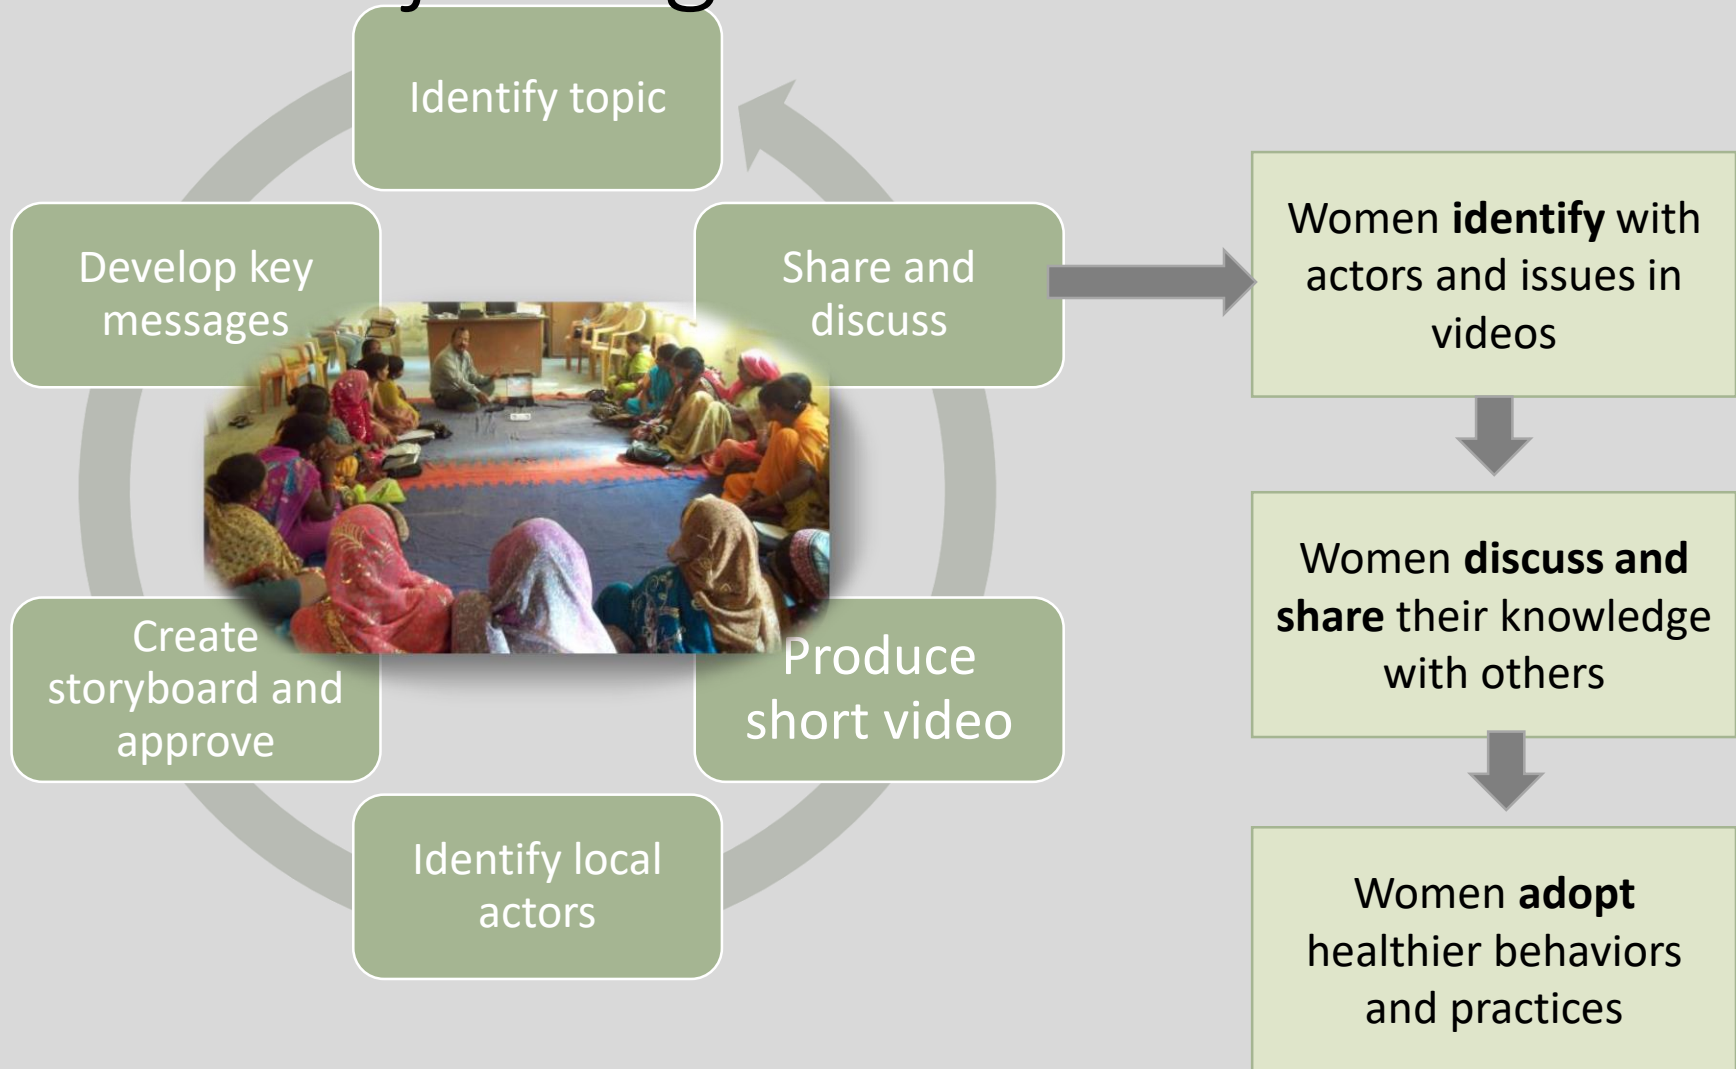 Identify topic
Develop key
messages
Create
storyboard and
approve
Identify local
actors
Produce
short video
Share and
discuss
Women identify with
actors and issues in
videos
Women discuss and
share their knowledge
with others
Women adopt
healthier behaviors
and practices